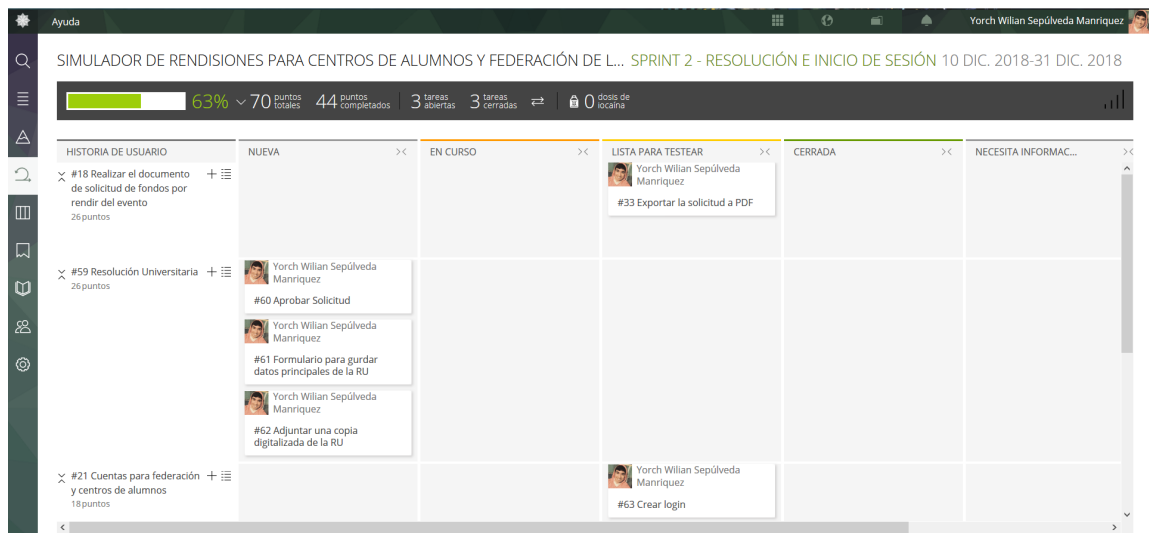 Ayuda
Yorch Wilian Sepúlveda Manriquez
SIMULADOR DE RENDISIONES PARA CENTROS DE ALUMNOS Y FEDERACIÓN DE L... SPRINT 2 - RESOLUCIÓN E INICIO DE SESIÓN 10 DIC. 2018-31 DIC. 2018
63% 70 puntos totales 44 puntos completados 3 tareas abiertas 3 tareas cerradas 0 dosis de iocaína
HISTORIA DE USUARIO NUEVA EN CURSO LISTA PARA TESTEAR CERRADA NECESITA INFORMAC...
#18 Realizar el documento
de solicitud de fondos por
rendir del evento
26 puntos
Yorch Wilian Sepúlveda
Manriquez
#33 Exportar la solicitud a PDF
#59 Resolución Universitaria
26 puntos
Yorch Wilian Sepúlveda
Manriquez
#60 Aprobar Solicitud
Yorch Wilian Sepúlveda
Manriquez
#61 Formulario para gurdar
datos principales de la RU
Yorch Wilian Sepúlveda
Manriquez
#62 Adjuntar una copia
digitalizada de la RU
#21 Cuentas para federación
y centros de alumnos
18 puntos
Yorch Wilian Sepúlveda
Manriquez
#63 Crear login